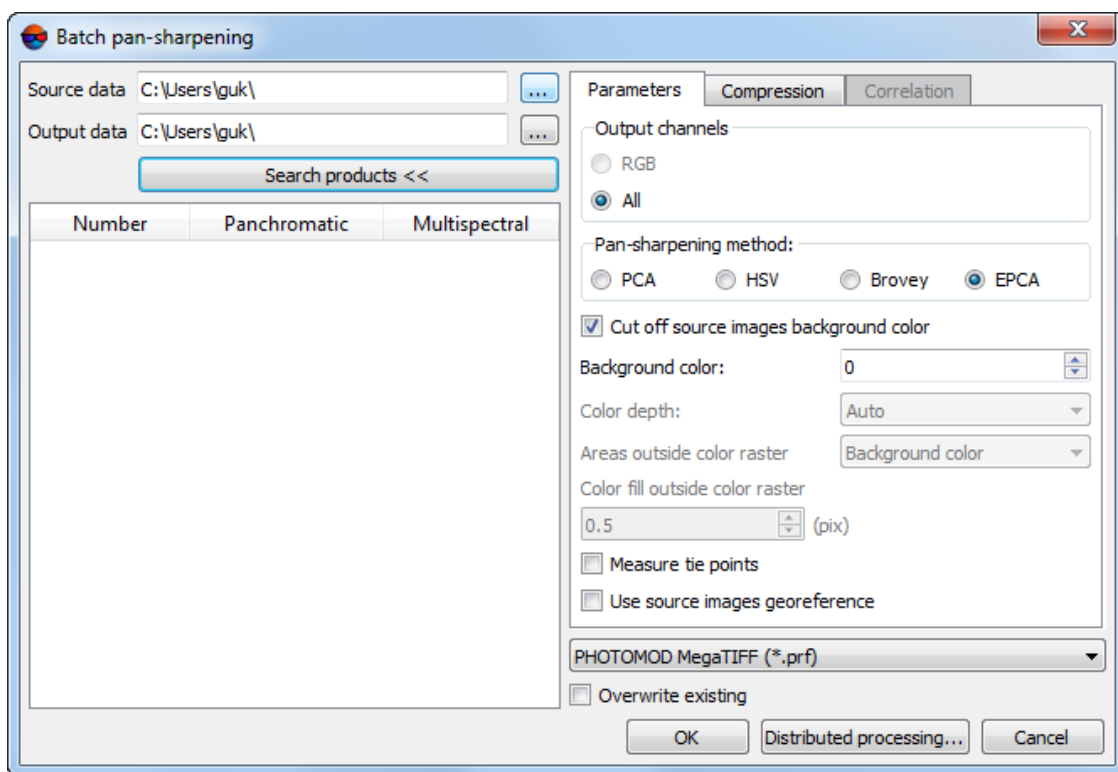 Batch pan-sharpening
Source data C:\Users\guk\ ...
Output data C:\Users\guk\ ...
Search products <<
Number Panchromatic Multispectral
Parameters Compression Correlation
Output channels
RGB
All
Pan-sharpening method:
PCA HSV Brovey EPCA
Cut off source images background color
Background color: 0
Color depth: Auto
Areas outside color raster Background color
Color fill outside color raster
0.5 (pix)
Measure tie points
Use source images georeference
PHOTOMOD MegaTIFF (*.prf)
Overwrite existing
OK Distributed processing... Cancel